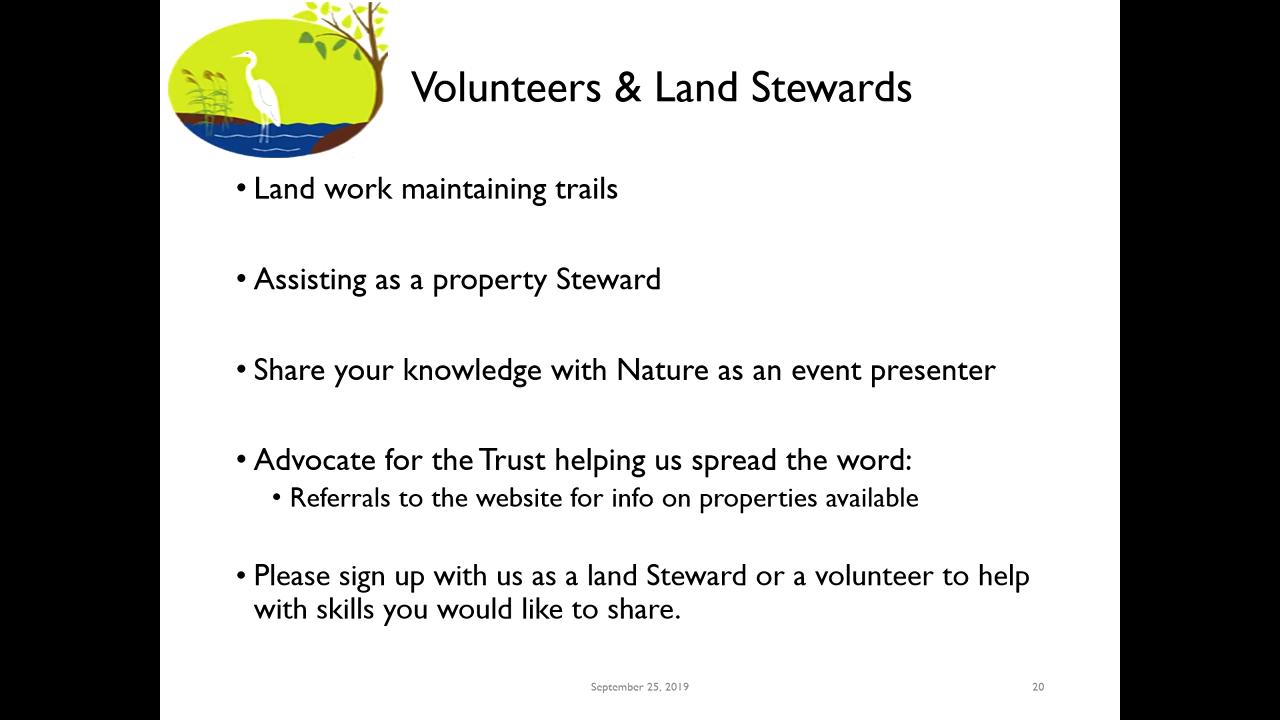 Volunteers & Land Stewards
• Land work maintaining trails
• Assisting as a property Steward
• Share your knowledge with Nature as an event presenter
• Advocate for the Trust helping us spread the word:
• Referrals to the website for info on properties available
• Please sign up with us as a land Steward or a volunteer to help
with skills you would like to share.
September 25, 2019
20